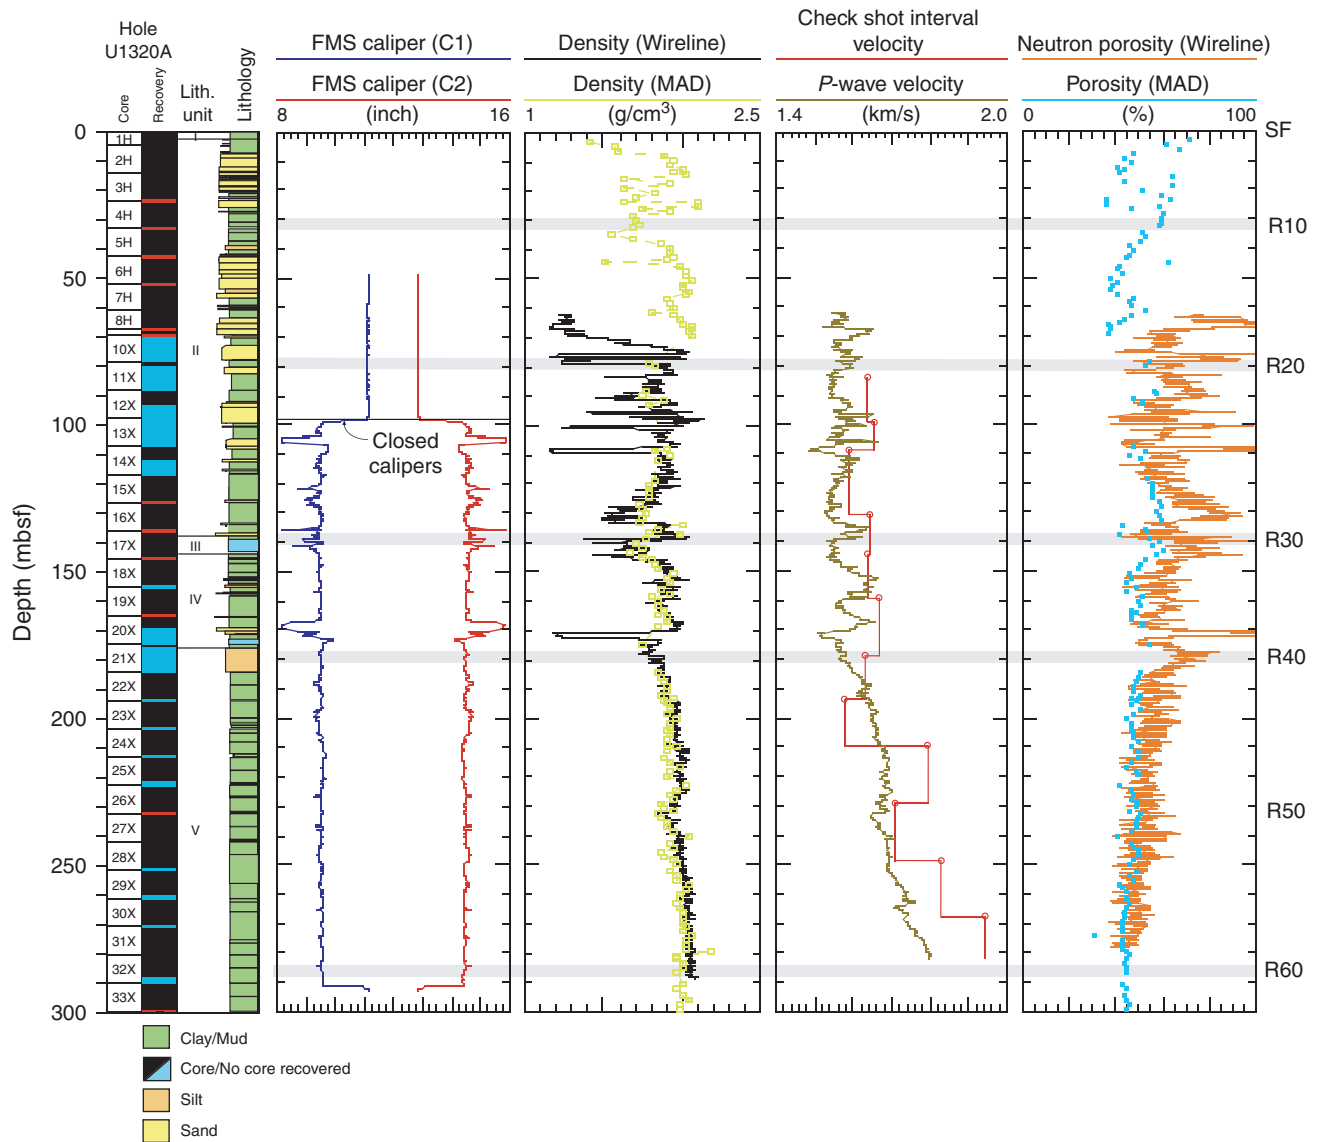 Hole
U1320A
Core
Recovery
Lith.
unit
Lithology
FMS caliper (C1)
FMS caliper (C2)
8 (inch) 16
Density (Wireline)
Density (MAD)
1 (g/cm³) 2.5
Check shot interval
velocity
P-wave velocity
1.4 (km/s) 2.0
Neutron porosity (Wireline)
Porosity (MAD)
0 (%) 100
SF
R10
R20
R30
R40
R50
R60
Depth (mbsf)
0
50
100
150
200
250
300
1H
2H
3H
4H
5H
6H
7H
8H
10X
11X
12X
13X
14X
15X
16X
17X
18X
19X
20X
21X
22X
23X
24X
25X
26X
27X
28X
29X
30X
31X
32X
33X
I
II
III
IV
V
Closed
calipers
Clay/Mud
Core/No core recovered
Silt
Sand